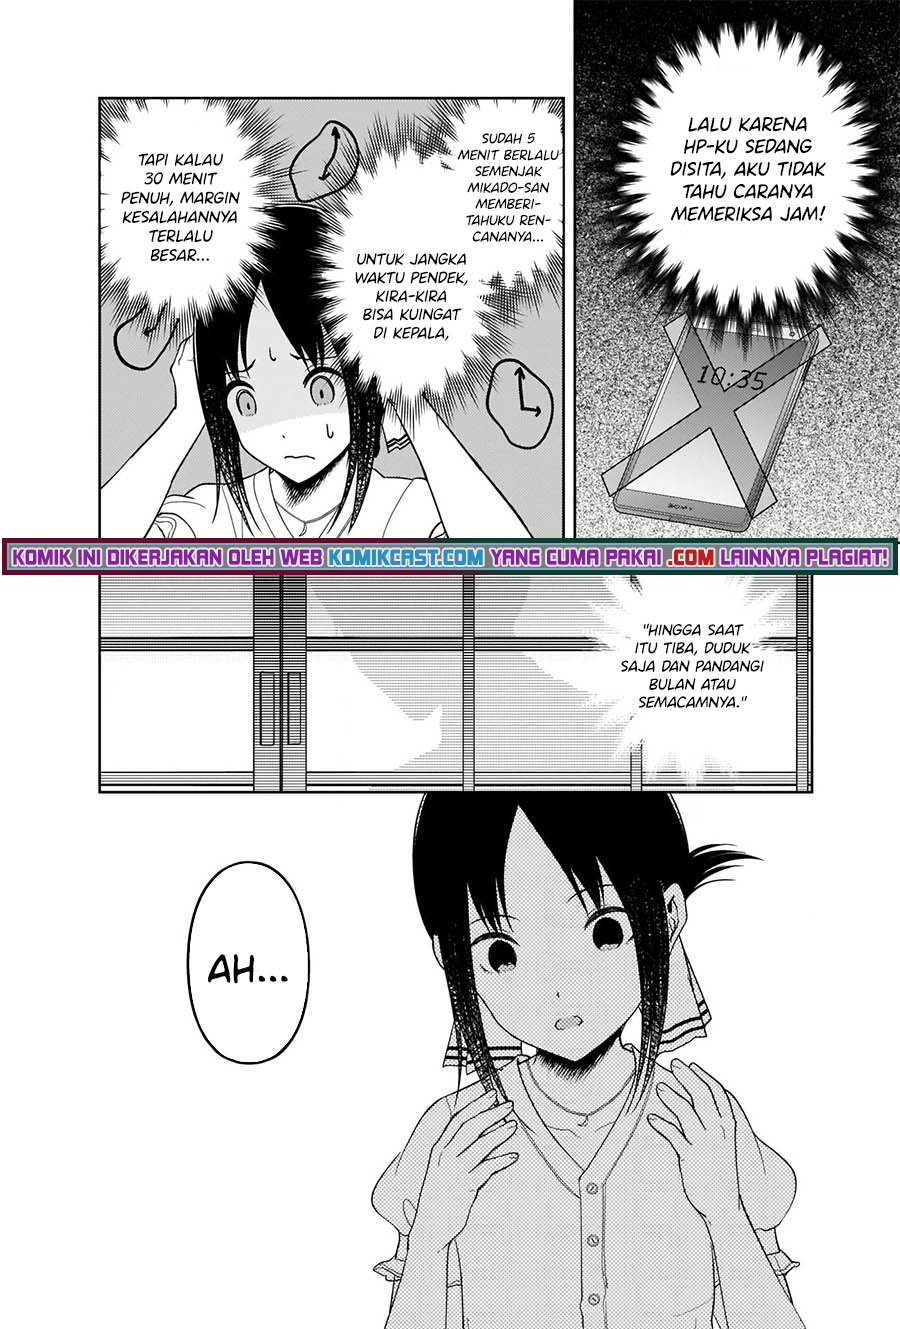 LALU KARENA
HP-KU SEDANG
DISITA, AKU TIDAK
TAHU CARANYA
MEMERIKSA JAM!
10:35
SONY
SUDAH 5
MENIT BERLALU
SEMENJAK
MIKADO-SAN
MEMBERI-
TAHUKU REN-
CANANYA...
UNTUK JANGKA
WAKTU PENDEK,
KIRA-KIRA
BISA KUINGAT
DI KEPALA,
TAPI KALAU
30 MENIT
PENUH, MARGIN
KESALAHANNYA
TERLALU
BESAR...
KOMIK INI DIKERJAKAN OLEH WEB KOMIKCAST.COM YANG CUMA PAKAI .COM LAINNYA PLAGIAT!
"HINGGA SAAT
ITU TIBA, DUDUK
SAJA DAN PANDANGI
BULAN ATAU
SEMACAMNYA."
AH...